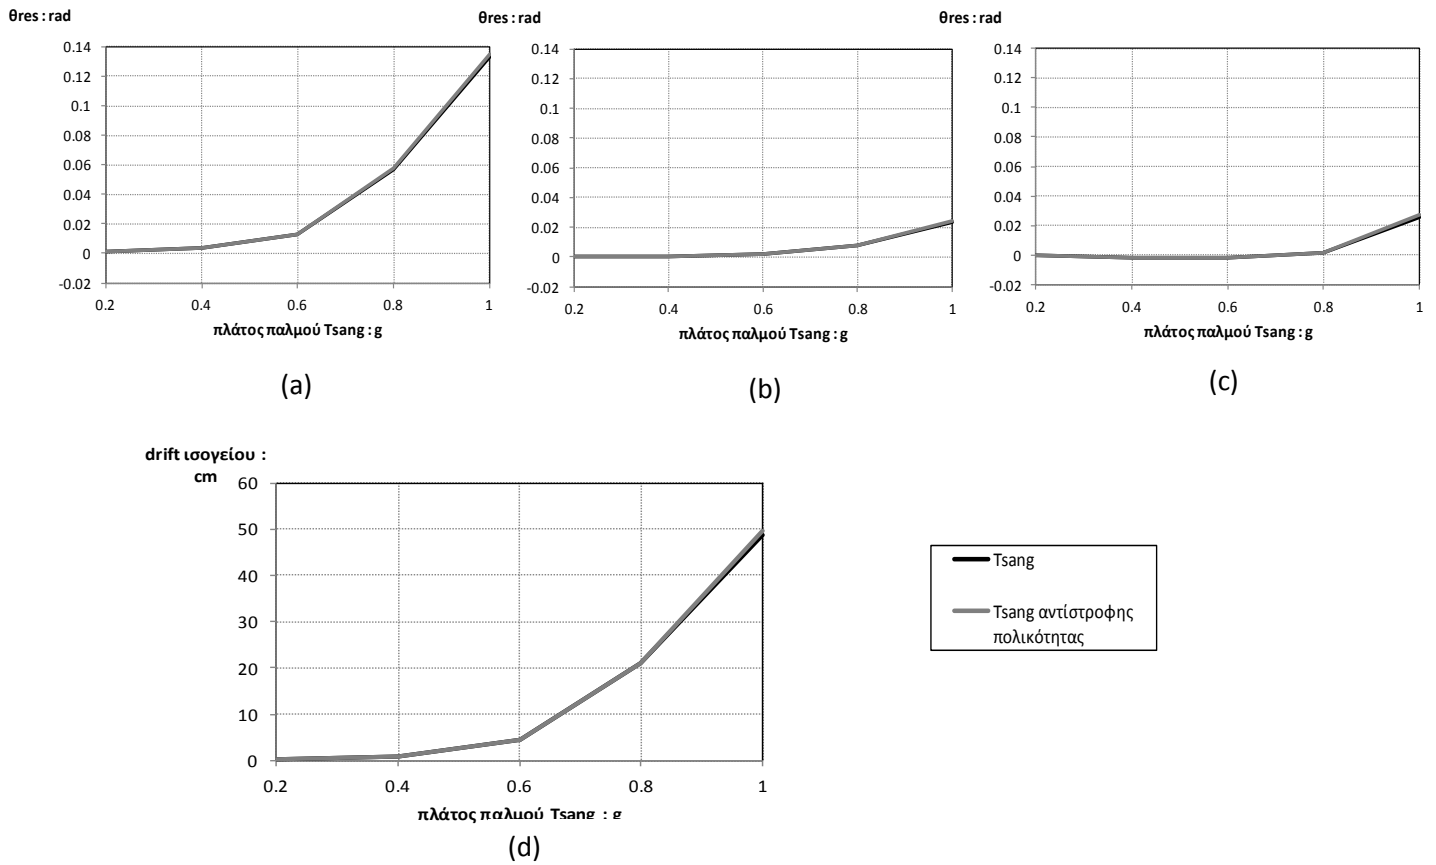 θres : rad
0.14
0.12
0.1
0.08
0.06
0.04
0.02
0
-0.02
0.2 0.4 0.6 0.8 1
πλάτος παλμού Tsang : g
(a)
θres : rad
0.14
0.12
0.1
0.08
0.06
0.04
0.02
0
-0.02
0.2 0.4 0.6 0.8 1
πλάτος παλμού Tsang : g
(b)
θres : rad
0.14
0.12
0.1
0.08
0.06
0.04
0.02
0
-0.02
0.2 0.4 0.6 0.8 1
πλάτος παλμού Tsang : g
(c)
drift ισογείου :
cm
60
50
40
30
20
10
0
0.2 0.4 0.6 0.8 1
πλάτος παλμού Tsang : g
(d)
Tsang
Tsang αντίστροφης
πολικότητας